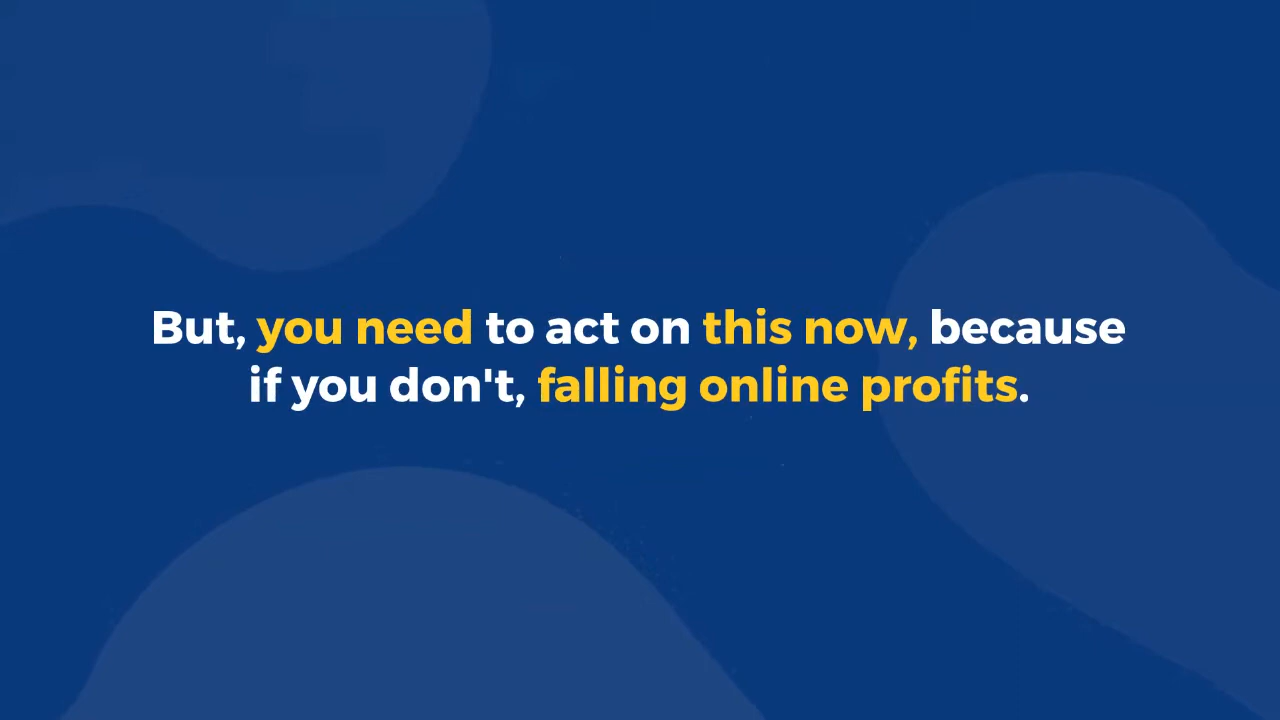 But, you need to act on this now, because
if you don't, falling online profits.